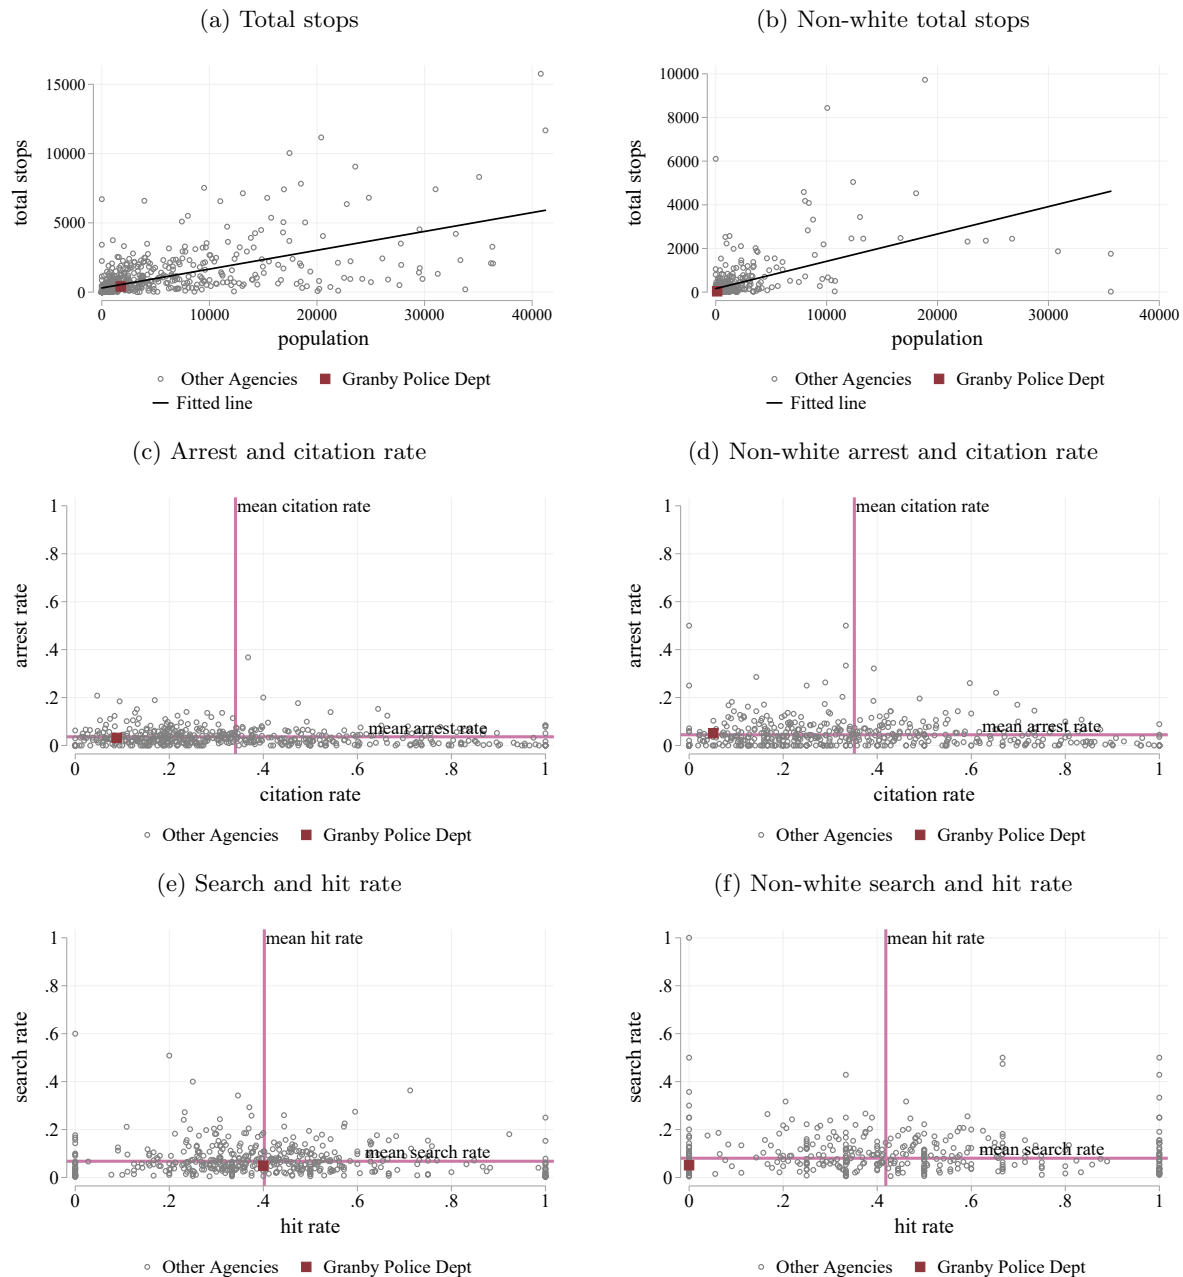 (a) Total stops
total stops
15000
10000
5000
0
0 10000 20000 30000 40000
population
Other Agencies Granby Police Dept
Fitted line
(b) Non-white total stops
total stops
10000
8000
6000
4000
2000
0
0 10000 20000 30000 40000
population
Other Agencies Granby Police Dept
Fitted line
(c) Arrest and citation rate
arrest rate
1
.8
.6
.4
.2
0
mean citation rate
mean arrest rate
0 .2 .4 .6 .8 1
citation rate
Other Agencies Granby Police Dept
(d) Non-white arrest and citation rate
arrest rate
1
.8
.6
.4
.2
0
mean citation rate
mean arrest rate
0 .2 .4 .6 .8 1
citation rate
Other Agencies Granby Police Dept
(e) Search and hit rate
search rate
1
.8
.6
.4
.2
0
mean hit rate
mean search rate
0 .2 .4 .6 .8 1
hit rate
Other Agencies Granby Police Dept
(f) Non-white search and hit rate
search rate
1
.8
.6
.4
.2
0
mean hit rate
mean search rate
0 .2 .4 .6 .8 1
hit rate
Other Agencies Granby Police Dept